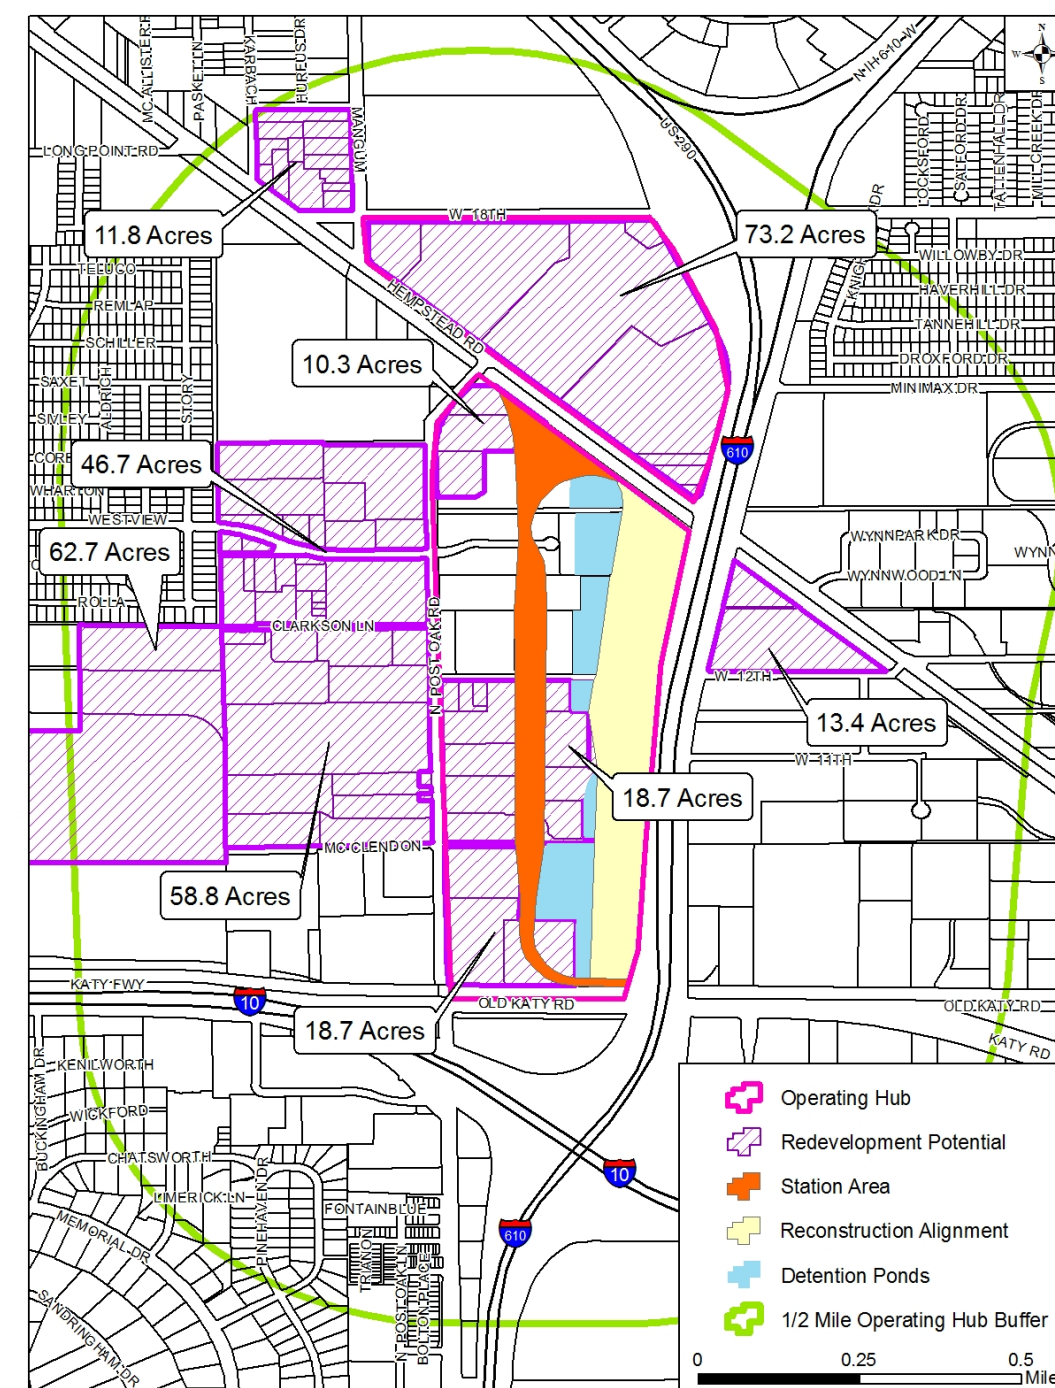 MC ALLISTER
PASKET LN
KARBACH
HURFUS DR
MANGUM
N IH 610 W
N
W
E
S
US 290
LONG POINT RD
LOCKSFORD
SALFORD DR
TATTENHALL DR
MILL CREEK DR
11.8 Acres
W 18TH
73.2 Acres
DR
TELUCO
WILLOWBY DR
REMLAP
HEMPSTEAD RD
HAVERHILL DR
SCHILLER
TANNEHILL DR
10.3 Acres
DROXFORD DR
SAXET
ALDRICH
STORY
MINIMAX DR
610
46.7 Acres
WHARTON
WESTVIEW
WYNNPARK DR
62.7 Acres
WYNN
WYNNWOOD LN
ROLLA
CLARKSON LN
N POST OAK RD
W 12TH
13.4 Acres
W 11TH
18.7 Acres
MC CLENDON
58.8 Acres
KATY FWY
10
OLD KATY RD
OLD KATY RD
18.7 Acres
KATY RD
BUCKINGHAM DR
KENILWORTH
WICKFORD
CHATSWORTH
LIMERICK LN
PINEHAVEN DR
MEMORIAL DR
FONTAINBLUE
TRIANON
N POST OAK LN
BOLTON PLACE
SANDRINGHAM DR
10
610
Operating Hub
Redevelopment Potential
Station Area
Reconstruction Alignment
Detention Ponds
1/2 Mile Operating Hub Buffer
0 0.25 0.5
Mile